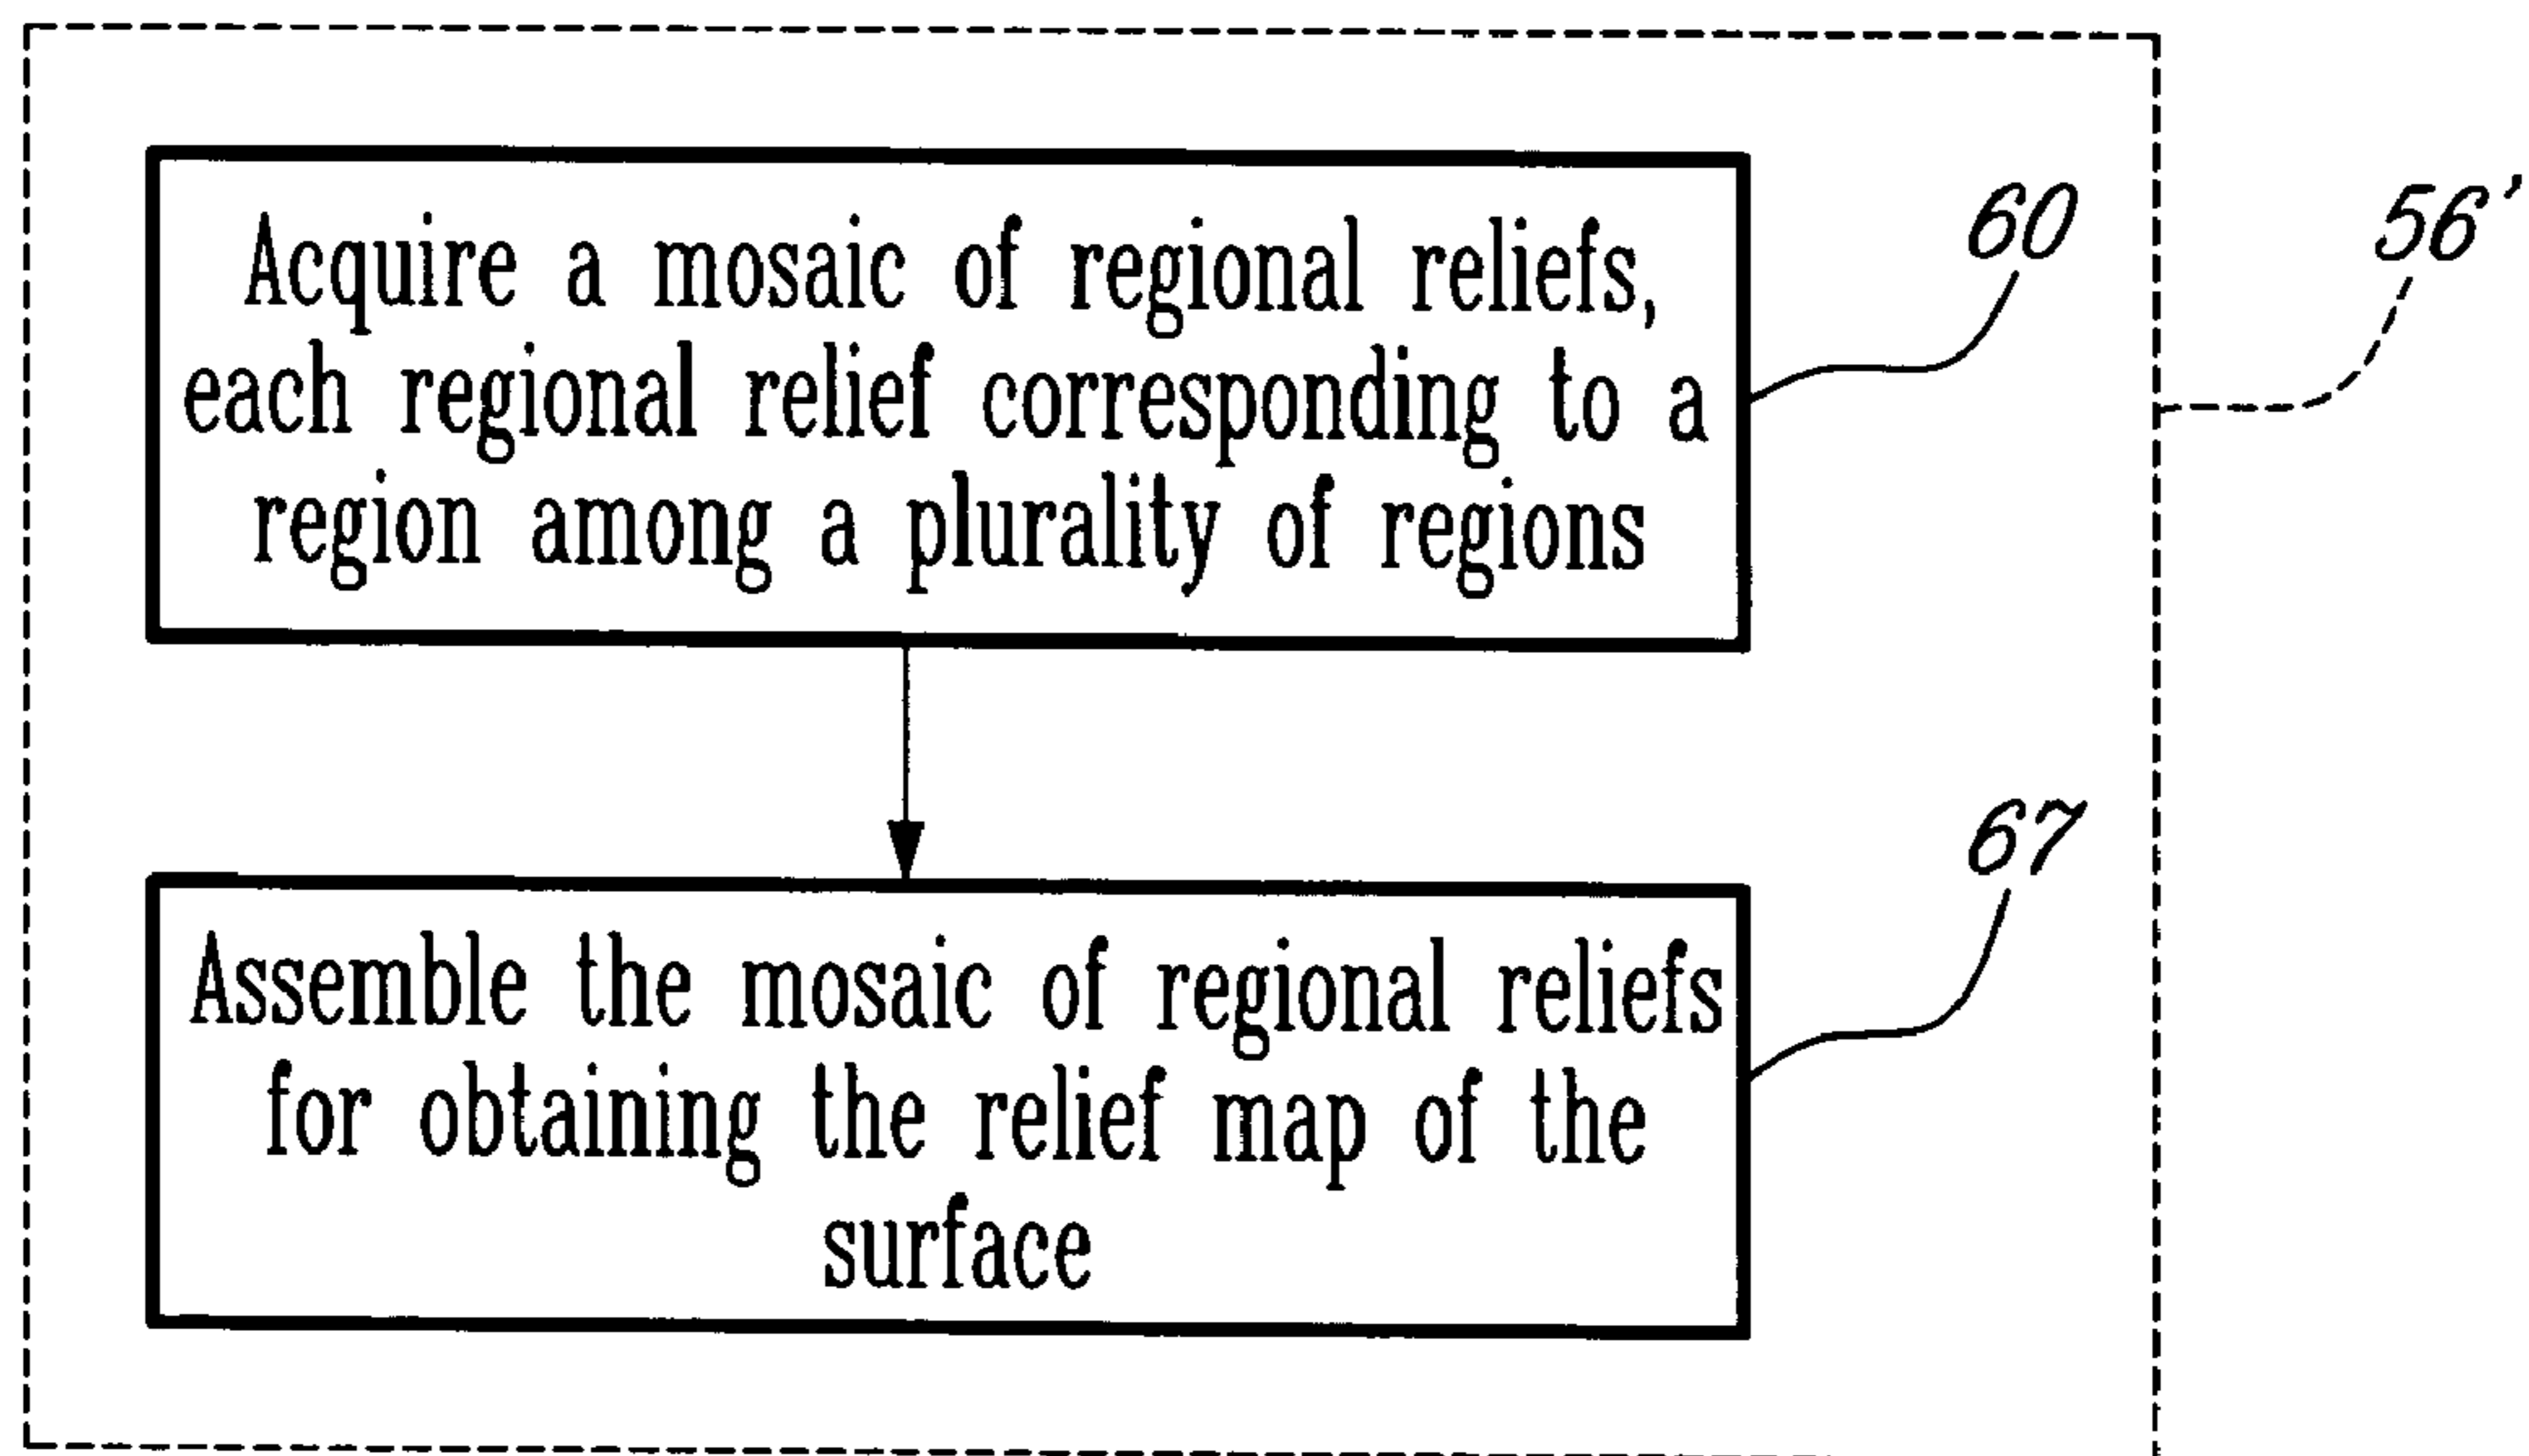 Acquire a mosaic of regional reliefs,
each regional relief corresponding to a
region among a plurality of regions
60
56'
Assemble the mosaic of regional reliefs
for obtaining the relief map of the
surface
67